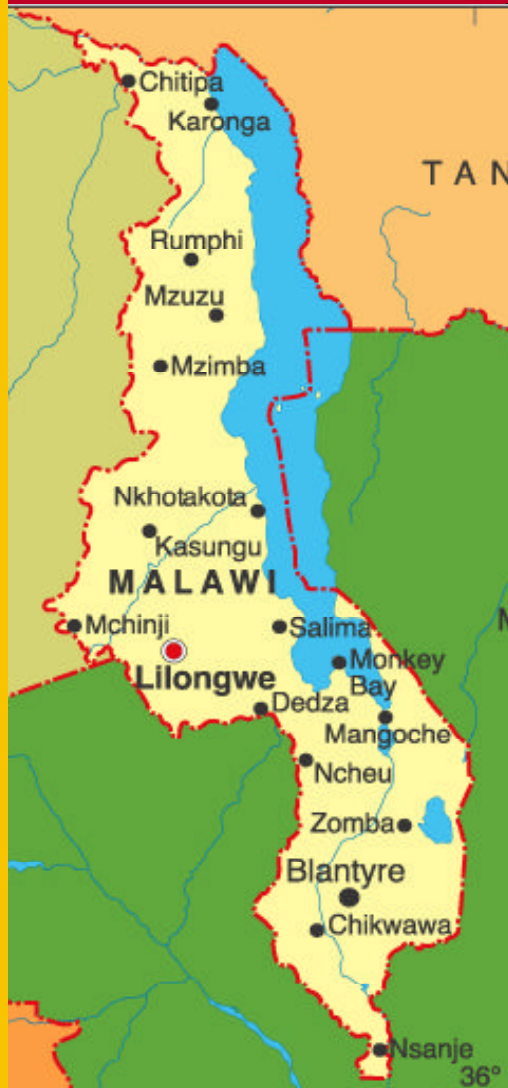 Chitipa
Karonga
TAN
Rumphi
Mzuzu
Mzimba
Nkhotakota
Kasungu
MALAWI
Mchinji
Salima
M
Lilongwe
Monkey
Bay
Dedza
Mangoche
Ncheu
Zomba
Blantyre
Chikwawa
Nsanje
36°